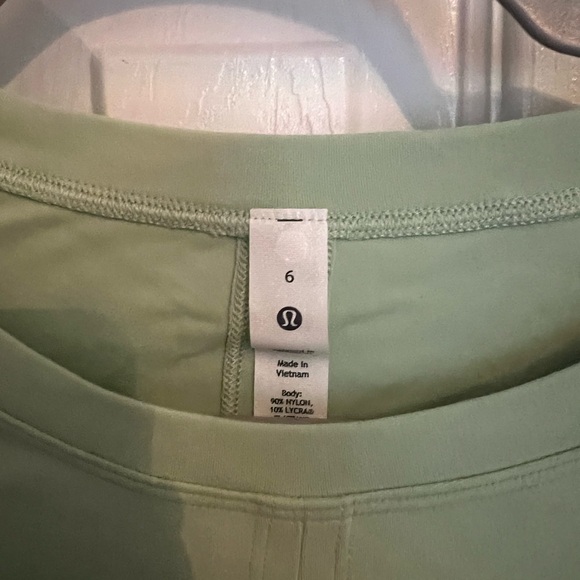 6
Made in
Vietnam
Body:
90% NYLON,
10% LYCRA®